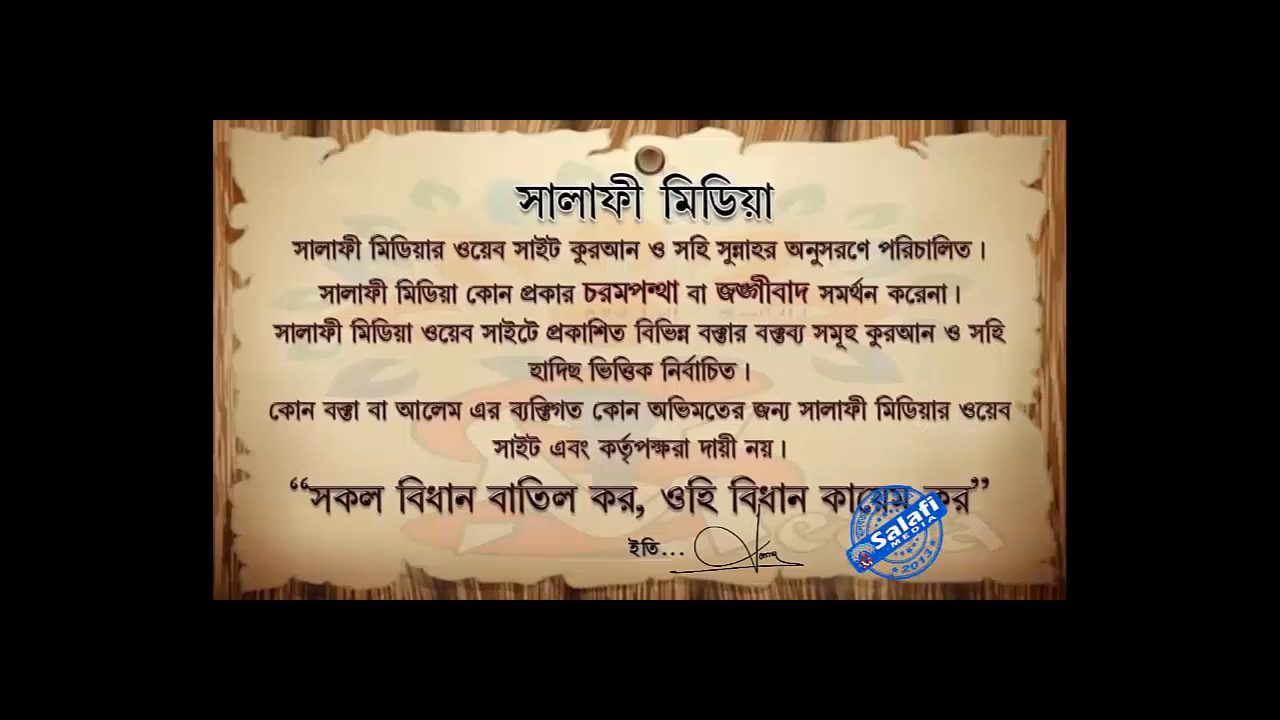 সালাফী মিডিয়া
সালাফী মিডিয়ার ওয়েব সাইট কুরআন ও সহি সুন্নাহর অনুসরণে পরিচালিত।
সালাফী মিডিয়া কোন প্রকার চরমপন্থা বা জঙ্গীবাদ সমর্থন করেনা।
সালাফী মিডিয়া ওয়েব সাইটে প্রকাশিত বিভিন্ন বক্তার বক্তব্য সমূহ কুরআন ও সহি
হাদিছ ভিত্তিক নির্বাচিত।
কোন বক্তা বা আলেম এর ব্যক্তিগত কোন অভিমতের জন্য সালাফী মিডিয়ার ওয়েব
সাইট এবং কর্তৃপক্ষরা দায়ী নয়।
“সকল বিধান বাতিল কর, ওহি বিধান কায়েম কর”
ইতি...
Salafi
MEDIA
2013